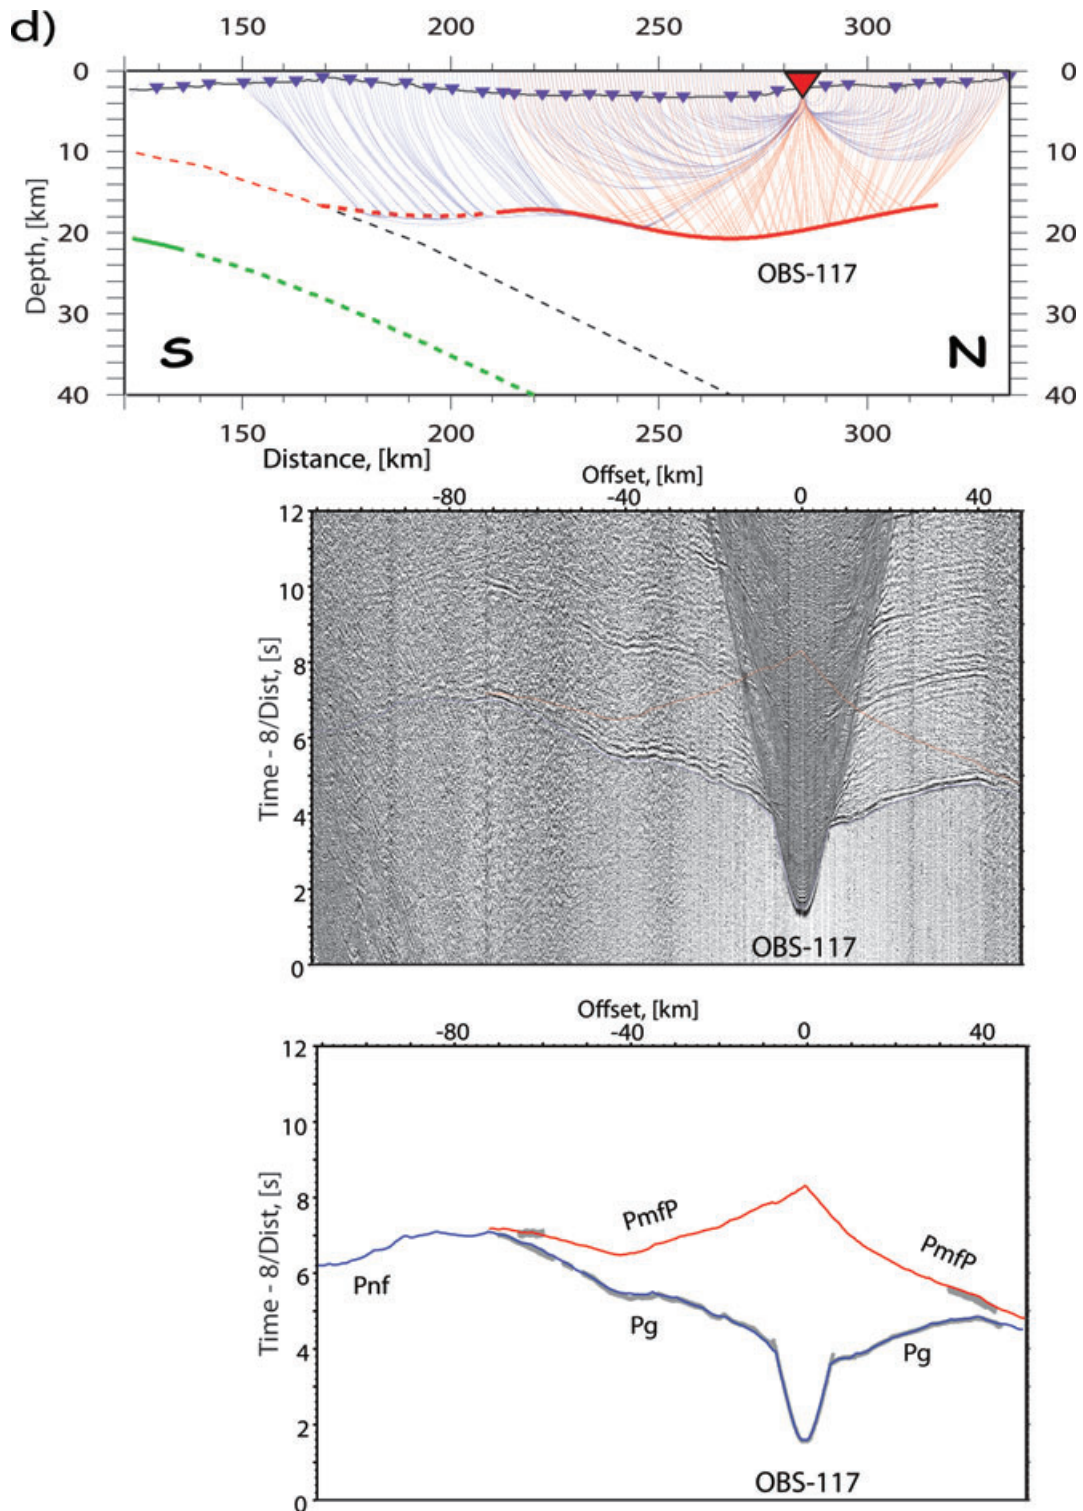 d)
150 200 250 300
0 0
10 10
20 20
30 30
40 40
Depth, [km]
OBS-117
S N
150 200 250 300
Distance, [km]
Offset, [km]
-80 -40 0 40
12
10
8
6
4
2
0
Time - 8/Dist, [s]
OBS-117
Offset, [km]
-80 -40 0 40
12
10
8
6
4
2
0
Time - 8/Dist, [s]
PmfP
PmfP
Pnf
Pg
Pg
OBS-117